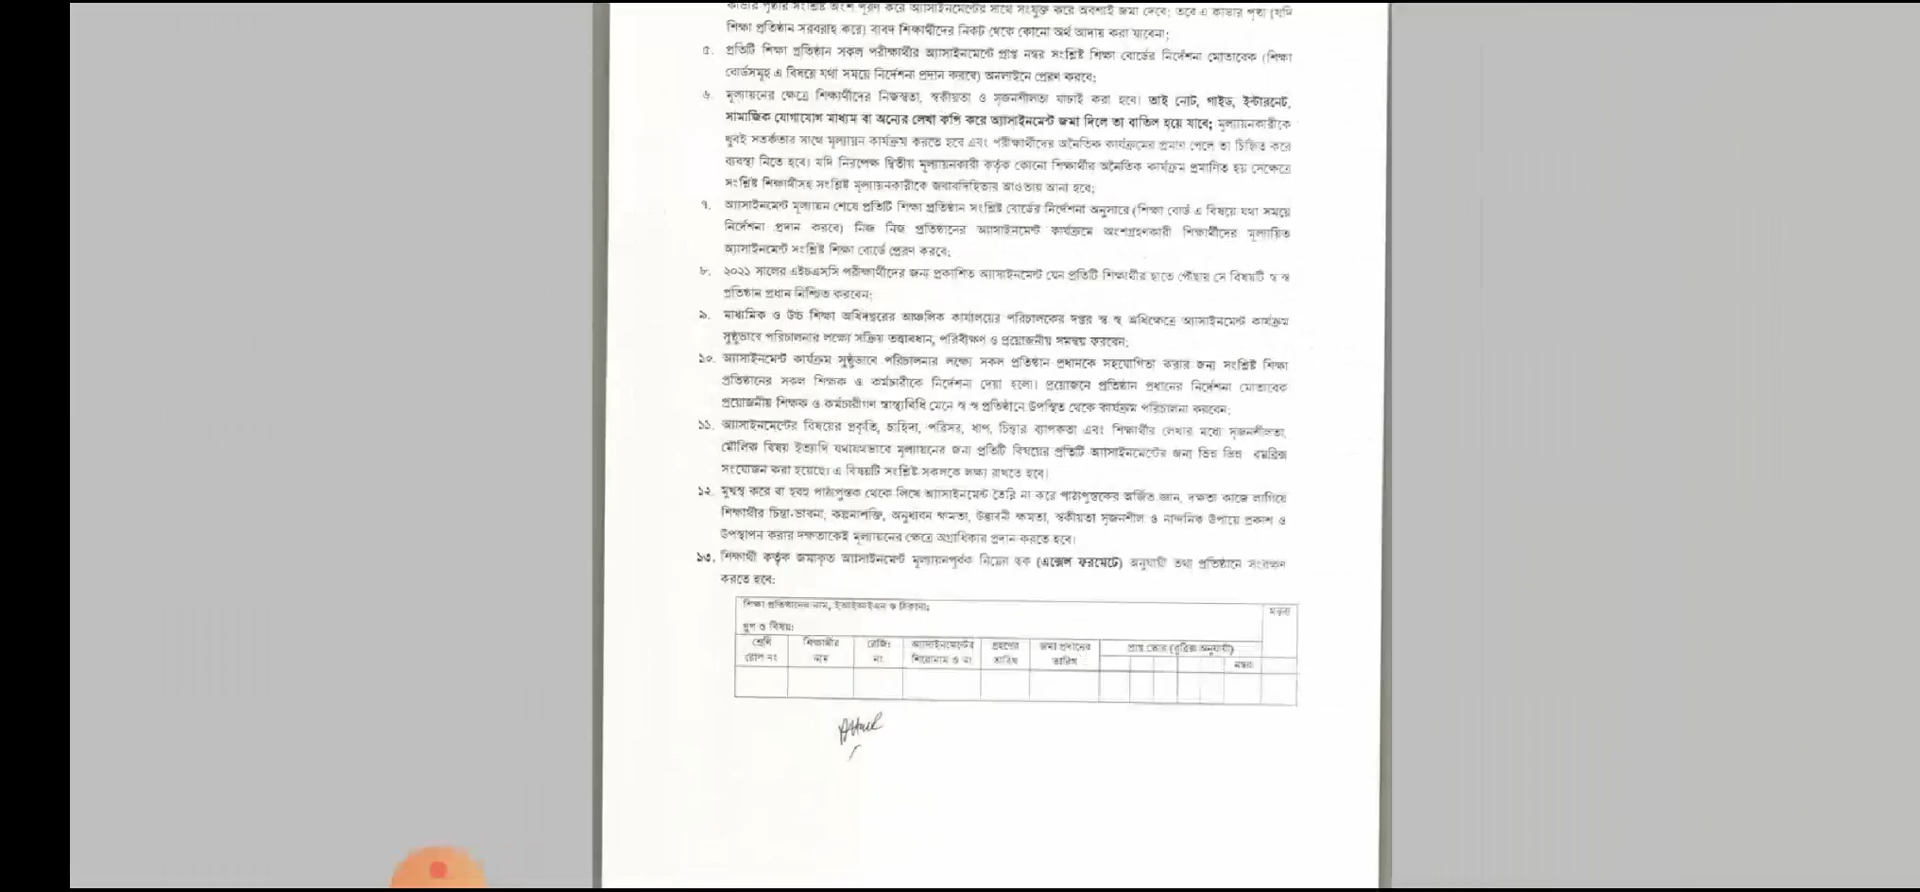 কভার পৃষ্ঠার সংশ্লিষ্ট অংশ পূরণ করে অ্যাসাইনমেন্টের সাথে সংযুক্ত করে অবশ্যই জমা দেবে; তবে এ কাভার পৃষ্ঠা (যদি
শিক্ষা প্রতিষ্ঠান সরবরাহ করে) বাবদ শিক্ষার্থীদের নিকট থেকে কোনো অর্থ আদায় করা যাবেনা;
৫. প্রতিটি শিক্ষা প্রতিষ্ঠান সকল পরীক্ষার্থীর অ্যাসাইনমেন্টে প্রাপ্ত নম্বর সংশ্লিষ্ট শিক্ষা বোর্ডের নির্দেশনা মোতাবেক (শিক্ষা
বোর্ডসমূহ এ বিষয়ে যথা সময়ে নির্দেশনা প্রদান করবে) অনলাইনে প্রেরণ করবে;
৬. মূল্যায়নের ক্ষেত্রে শিক্ষার্থীদের নিজস্বতা, স্বকীয়তা ও সৃজনশীলতা যাচাই করা হবে। তাই নোট, গাইড, ইন্টারনেট,
সামাজিক যোগাযোগ মাধ্যম বা অন্যের লেখা কপি করে অ্যাসাইনমেন্ট জমা দিলে তা বাতিল হয়ে যাবে; মূল্যায়নকারীকে
খুবই সতর্কতার সাথে মূল্যায়ন কার্যক্রম করতে হবে এবং পরীক্ষার্থীদের অনৈতিক কার্যক্রমের প্রমাণ পেলে তা চিহ্নিত করে
ব্যবস্থা নিতে হবে। যদি নিরপেক্ষ দ্বিতীয় মূল্যায়নকারী কর্তৃক কোনো শিক্ষার্থীর অনৈতিক কার্যক্রম প্রমাণিত হয় সেক্ষেত্রে
সংশ্লিষ্ট শিক্ষার্থীসহ সংশ্লিষ্ট মূল্যায়নকারীকে জবাবদিহিতার আওতায় আনা হবে;
৭. অ্যাসাইনমেন্ট মূল্যায়ন শেষে প্রতিটি শিক্ষা প্রতিষ্ঠান সংশ্লিষ্ট বোর্ডের নির্দেশনা অনুসারে (শিক্ষা বোর্ড এ বিষয়ে যথা সময়ে
নির্দেশনা প্রদান করবে) নিজ নিজ প্রতিষ্ঠানের অ্যাসাইনমেন্ট কার্যক্রমে অংশগ্রহণকারী শিক্ষার্থীদের মূল্যায়িত
অ্যাসাইনমেন্ট সংশ্লিষ্ট শিক্ষা বোর্ডে প্রেরণ করবে;
৮. ২০২১ সালের এইচএসসি পরীক্ষার্থীদের জন্য প্রকাশিত অ্যাসাইনমেন্ট যেন প্রতিটি শিক্ষার্থীর হাতে পৌঁছায় সে বিষয়টি স্ব স্ব
প্রতিষ্ঠান প্রধান নিশ্চিত করবেন;
৯. মাধ্যমিক ও উচ্চ শিক্ষা অধিদপ্তরের আঞ্চলিক কার্যালয়ের পরিচালকের দপ্তর স্ব স্ব অধিক্ষেত্রে অ্যাসাইনমেন্ট কার্যক্রম
সুষ্ঠুভাবে পরিচালনার লক্ষ্যে সক্রিয় তত্ত্বাবধান, পরিবীক্ষণ ও প্রয়োজনীয় সমন্বয় করবেন;
১০. অ্যাসাইনমেন্ট কার্যক্রম সুষ্ঠুভাবে পরিচালনার লক্ষ্যে সকল প্রতিষ্ঠান প্রধানকে সহযোগিতা করার জন্য সংশ্লিষ্ট শিক্ষা
প্রতিষ্ঠানের সকল শিক্ষক ও কর্মচারীকে নির্দেশনা দেয়া হলো। প্রয়োজনে প্রতিষ্ঠান প্রধানের নির্দেশনা মোতাবেক
প্রয়োজনীয় শিক্ষক ও কর্মচারীগণ স্বাস্থ্যবিধি মেনে স্ব স্ব প্রতিষ্ঠানে উপস্থিত থেকে কার্যক্রম পরিচালনা করবেন;
১১. অ্যাসাইনমেন্টের বিষয়ের প্রকৃতি, চাহিদা, পরিসর, ধাপ, চিন্তার ব্যাপকতা এবং শিক্ষার্থীর লেখার মধ্যে সৃজনশীলতা,
মৌলিক বিষয় ইত্যাদি যথাযথভাবে মূল্যায়নের জন্য প্রতিটি বিষয়ের প্রতিটি অ্যাসাইনমেন্টের জন্য ভিন্ন ভিন্ন রুব্রিক্স
সংযোজন করা হয়েছে। এ বিষয়টি সংশ্লিষ্ট সকলকে লক্ষ্য রাখতে হবে।
১২. মুখস্থ করে বা হুবহু পাঠ্যপুস্তক থেকে লিখে অ্যাসাইনমেন্ট তৈরি না করে পাঠ্যপুস্তকের অর্জিত জ্ঞান, দক্ষতা কাজে লাগিয়ে
শিক্ষার্থীর চিন্তা-ভাবনা, কল্পনাশক্তি, অনুধাবন ক্ষমতা, উদ্ভাবনী ক্ষমতা, স্বকীয়তা সৃজনশীল ও নান্দনিক উপায়ে প্রকাশ ও
উপস্থাপন করার দক্ষতাকেই মূল্যায়নের ক্ষেত্রে অগ্রাধিকার প্রদান করতে হবে।
১৩. শিক্ষার্থী কর্তৃক জমাকৃত অ্যাসাইনমেন্ট মূল্যায়নপূর্বক নিম্নের ছক (এক্সেল ফরমেটে) অনুযায়ী তথ্য প্রতিষ্ঠানে সংরক্ষণ
করতে হবে:
শিক্ষা প্রতিষ্ঠানের নাম, ইআইআইএন ও ঠিকানা: মন্তব্য
গ্রুপ ও বিষয়:
শ্রেণি শিক্ষার্থীর রেজি: অ্যাসাইনমেন্টের গ্রহণের জমা প্রদানের প্রাপ্ত স্কোর (রুব্রিক্স অনুযায়ী)
রোল নং নাম নং শিরোনাম ও নং তারিখ তারিখ নম্বর